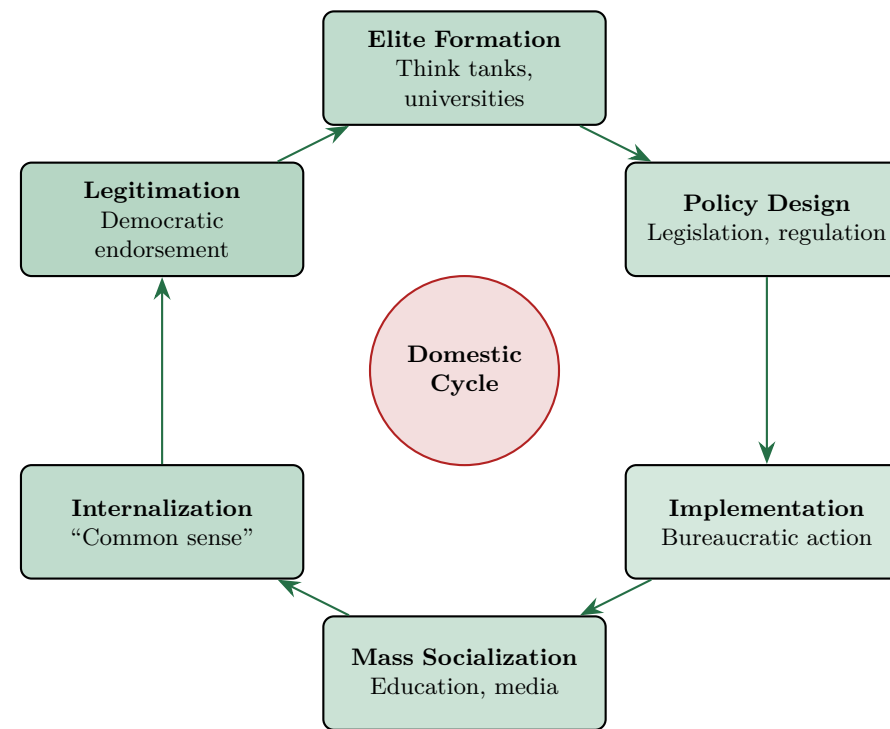 Elite Formation
Think tanks,
universities
Legitimation
Democratic
endorsement
Policy Design
Legislation, regulation
Domestic
Cycle
Internalization
“Common sense”
Implementation
Bureaucratic action
Mass Socialization
Education, media